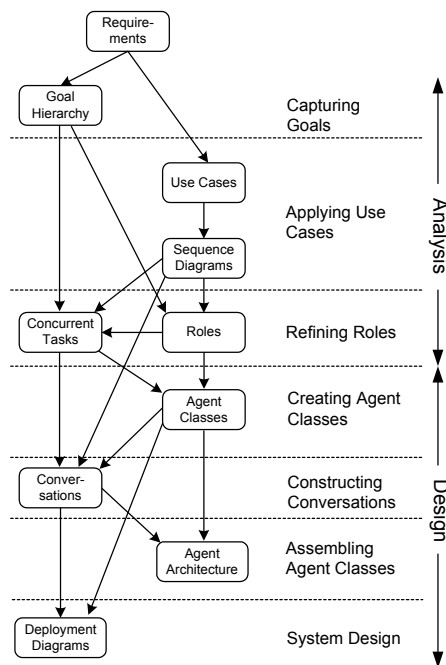 Require-
ments
Goal
Hierarchy
Capturing
Goals
Use Cases
Applying Use
Cases
Sequence
Diagrams
Analysis
Concurrent
Tasks
Roles
Refining Roles
Agent
Classes
Creating Agent
Classes
Conver-
sations
Constructing
Conversations
Design
Agent
Architecture
Assembling
Agent Classes
Deployment
Diagrams
System Design